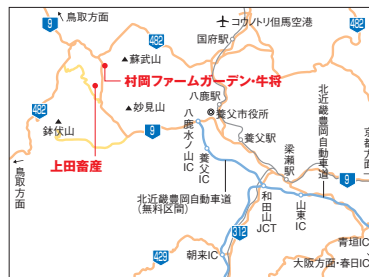 鳥取方面
9
482
蘇武山
コウノトリ但馬空港
国府駅
482
村岡ファームガーデン・牛将
八鹿駅
養父市役所
妙見山
482
鉢伏山
9
上田畜産
鳥取方面
八鹿氷ノ山IC
養父IC
養父駅
梁瀬駅
北近畿豊岡自動車道
京都方面
9
北近畿豊岡自動車道
(無料区間)
和田山JCT
山東IC
312
429
朝来IC
青垣IC
大阪方面・春日IC